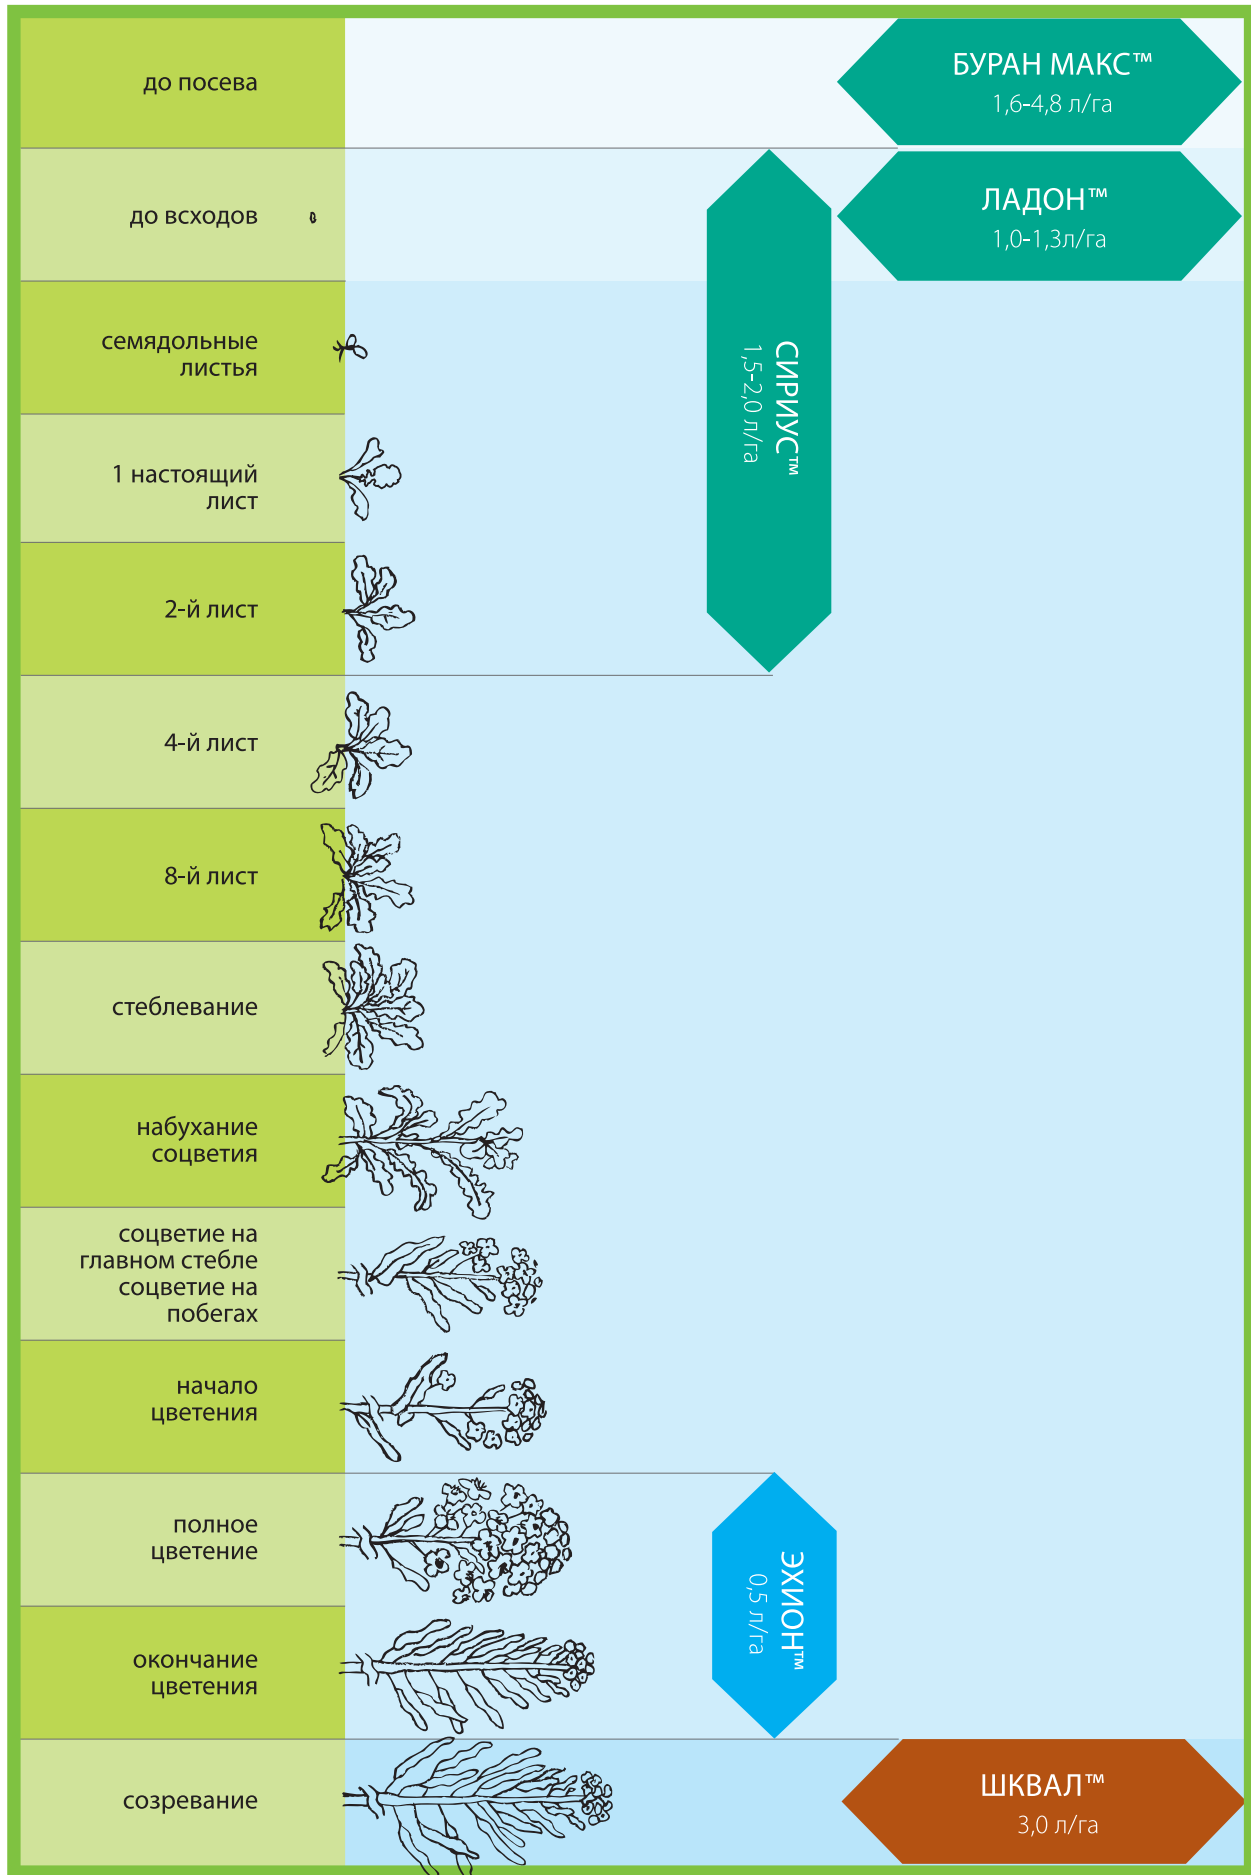 до посева
БУРАН МАКС™
1,6-4,8 л/га
до всходов
ЛАДОН™
1,0-1,3л/га
СИРИУС™
1,5-2,0 л/га
семядольные
листья
1 настоящий
лист
2-й лист
4-й лист
8-й лист
стеблевание
набухание
соцветия
соцветие на
главном стебле
соцветие на
побегах
начало
цветения
полное
цветение
ЭХИОН™
0,5 л/га
окончание
цветения
созревание
ШКВАЛ™
3,0 л/га